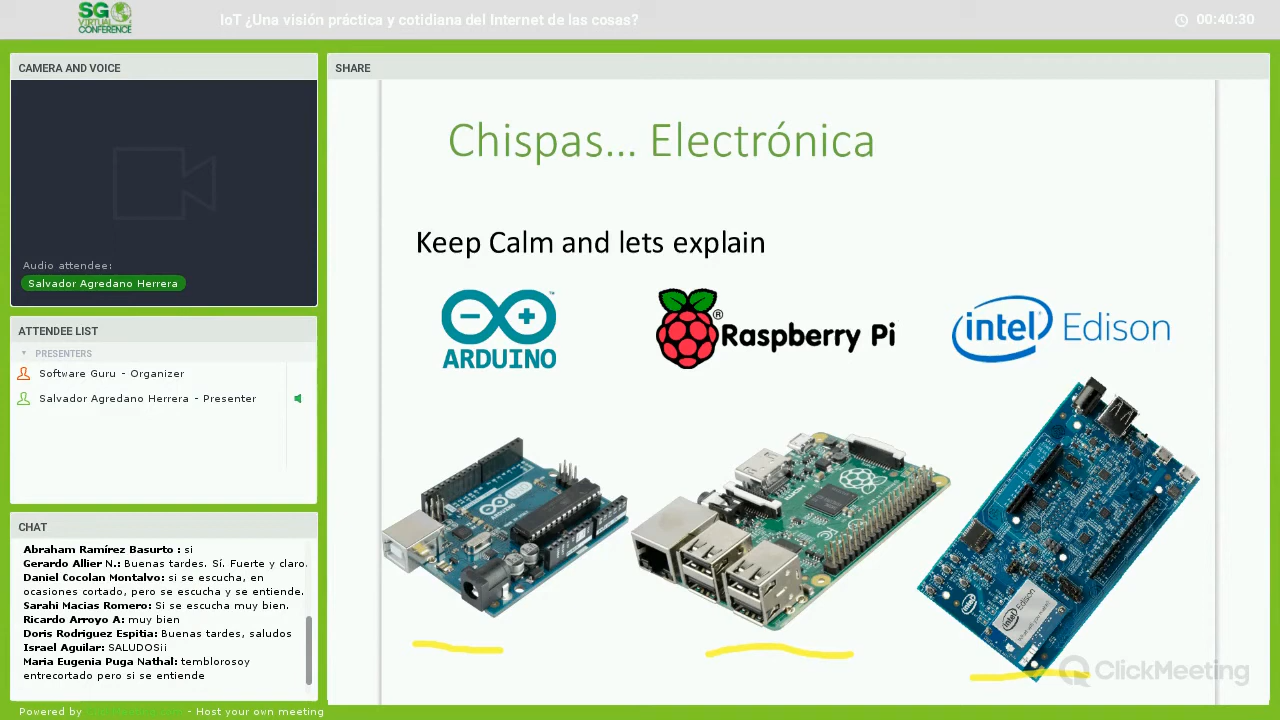 SG
VIRTUAL
CONFERENCE
IoT ¿Una visión práctica y cotidiana del Internet de las cosas?
00:40:30
CAMERA AND VOICE
Audio attendee:
Salvador Agredano Herrera
ATTENDEE LIST
PRESENTERS
Software Guru - Organizer
Salvador Agredano Herrera - Presenter
CHAT
Abraham Ramírez Basurto : si
Gerardo Allier N.: Buenas tardes. Sí. Fuerte y claro.
Daniel Cocolan Montalvo: si se escucha, en
ocasiones cortado, pero se escucha y se entiende.
Sarahi Macias Romero: Si se escucha muy bien.
Ricardo Arroyo A: muy bien
Doris Rodriguez Espitia: Buenas tardes, saludos
Israel Aguilar: SALUDOS¡¡
Maria Eugenia Puga Nathal: temblorosoy
entrecortado pero si se entiende
Powered by
- Host your own meeting
SHARE
Chispas... Electrónica
Keep Calm and lets explain
ARDUINO
Raspberry Pi
intel Edison
ARDUINO
intel
Edison
ClickMeeting